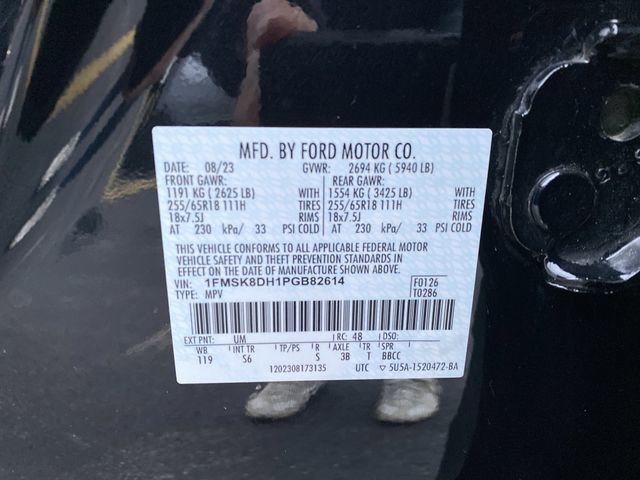 MFD. BY FORD MOTOR CO.
DATE: 08/23 GVWR: 2694 KG ( 5940 LB)
FRONT GAWR: REAR GAWR:
1191 KG ( 2625 LB) WITH 1554 KG ( 3425 LB) WITH
255/65R18 111H TIRES 255/65R18 111H TIRES
18x7.5J RIMS 18x7.5J RIMS
AT 230 kPa/ 33 PSI COLD AT 230 kPa/ 33 PSI COLD
THIS VEHICLE CONFORMS TO ALL APPLICABLE FEDERAL MOTOR
VEHICLE SAFETY AND THEFT PREVENTION STANDARDS IN
EFFECT ON THE DATE OF MANUFACTURE SHOWN ABOVE.
VIN: 1FMSK8DH1PGB82614 F0126
TYPE: MPV T0286
EXT PNT: UM RC: 48 DSO:
WB INT TR TP/PS R AXLE TR SPR
119 S6 S 3B T BBCC
1202308173135 UTC 5U5A-1520472-BA